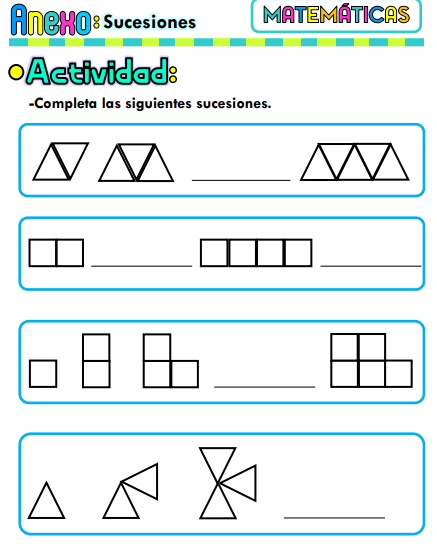 Anexo: Sucesiones
MATEMÁTICAS
Actividad:
-Completa las siguientes sucesiones.